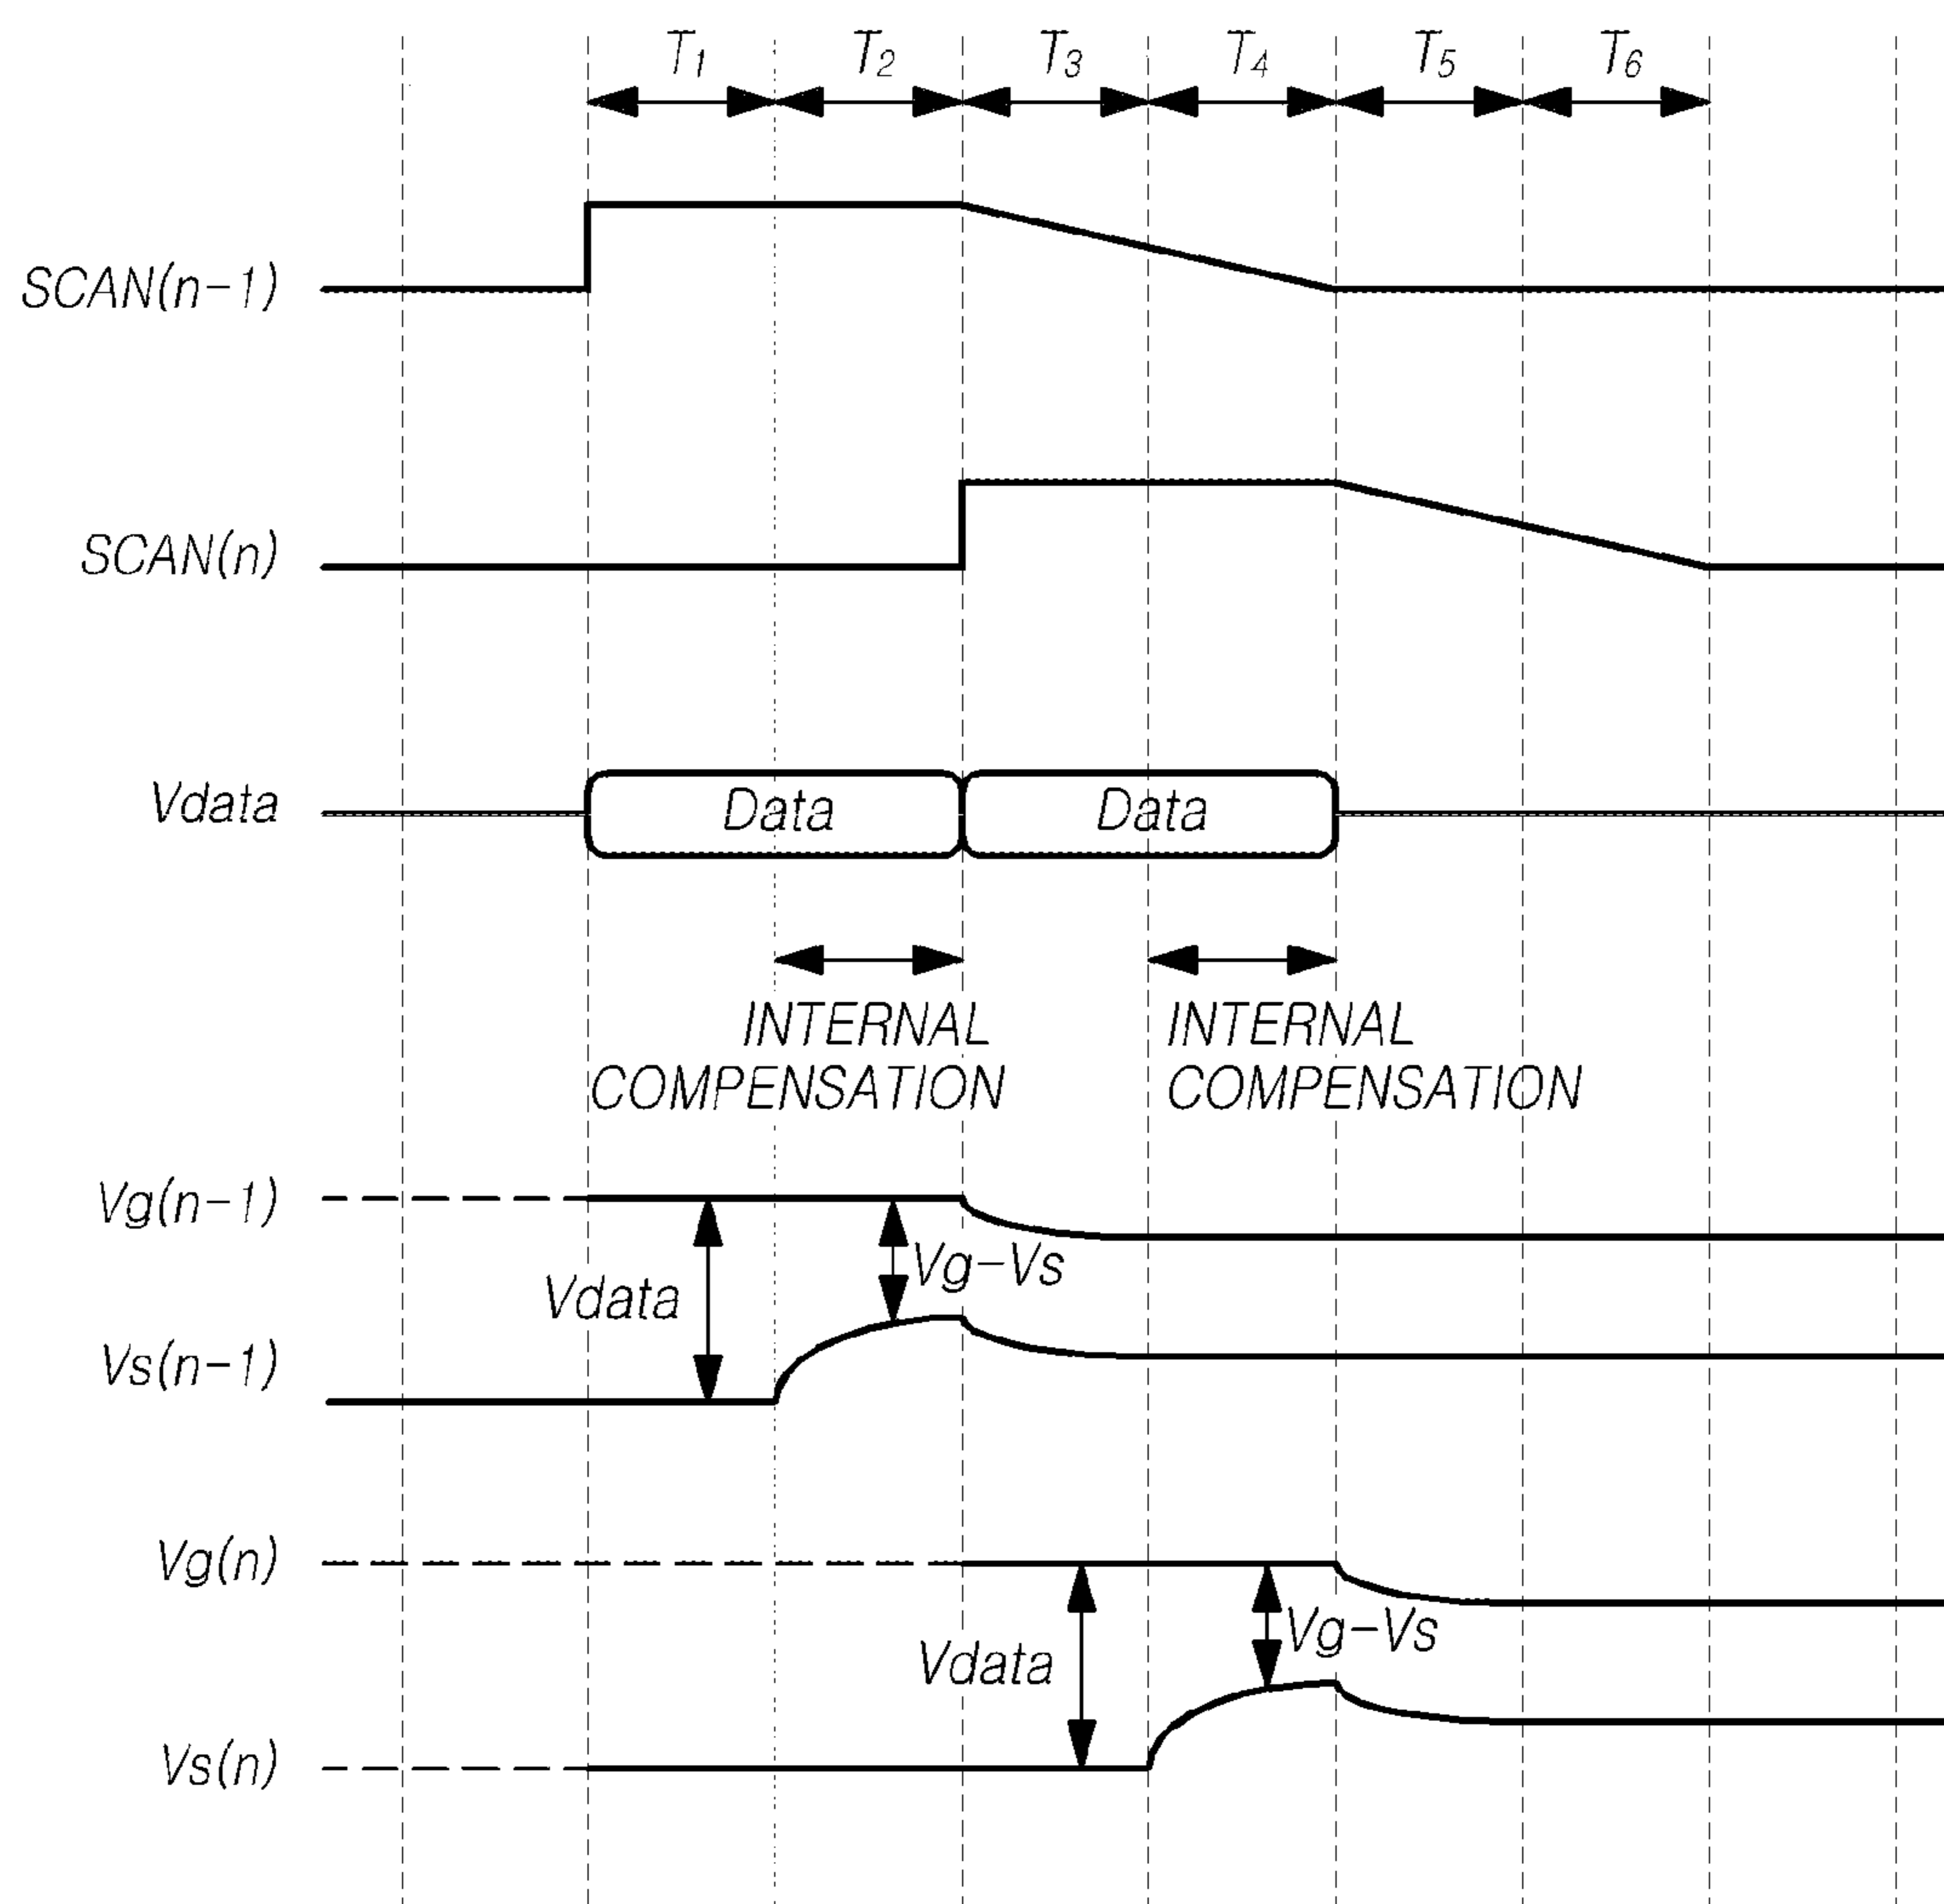 T1 T2 T3 T4 T5 T6
SCAN(n-1)
SCAN(n)
Vdata
Data Data
INTERNAL
COMPENSATION
INTERNAL
COMPENSATION
Vg(n-1)
Vg-Vs
Vdata
Vs(n-1)
Vg(n)
Vg-Vs
Vdata
Vs(n)